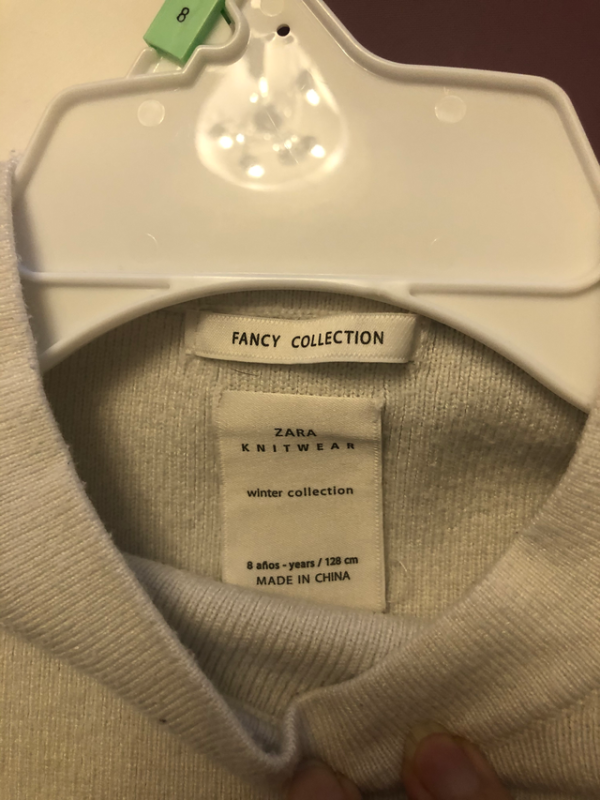 8
FANCY COLLECTION
ZARA
KNITWEAR
winter collection
8 años - years / 128 cm
MADE IN CHINA